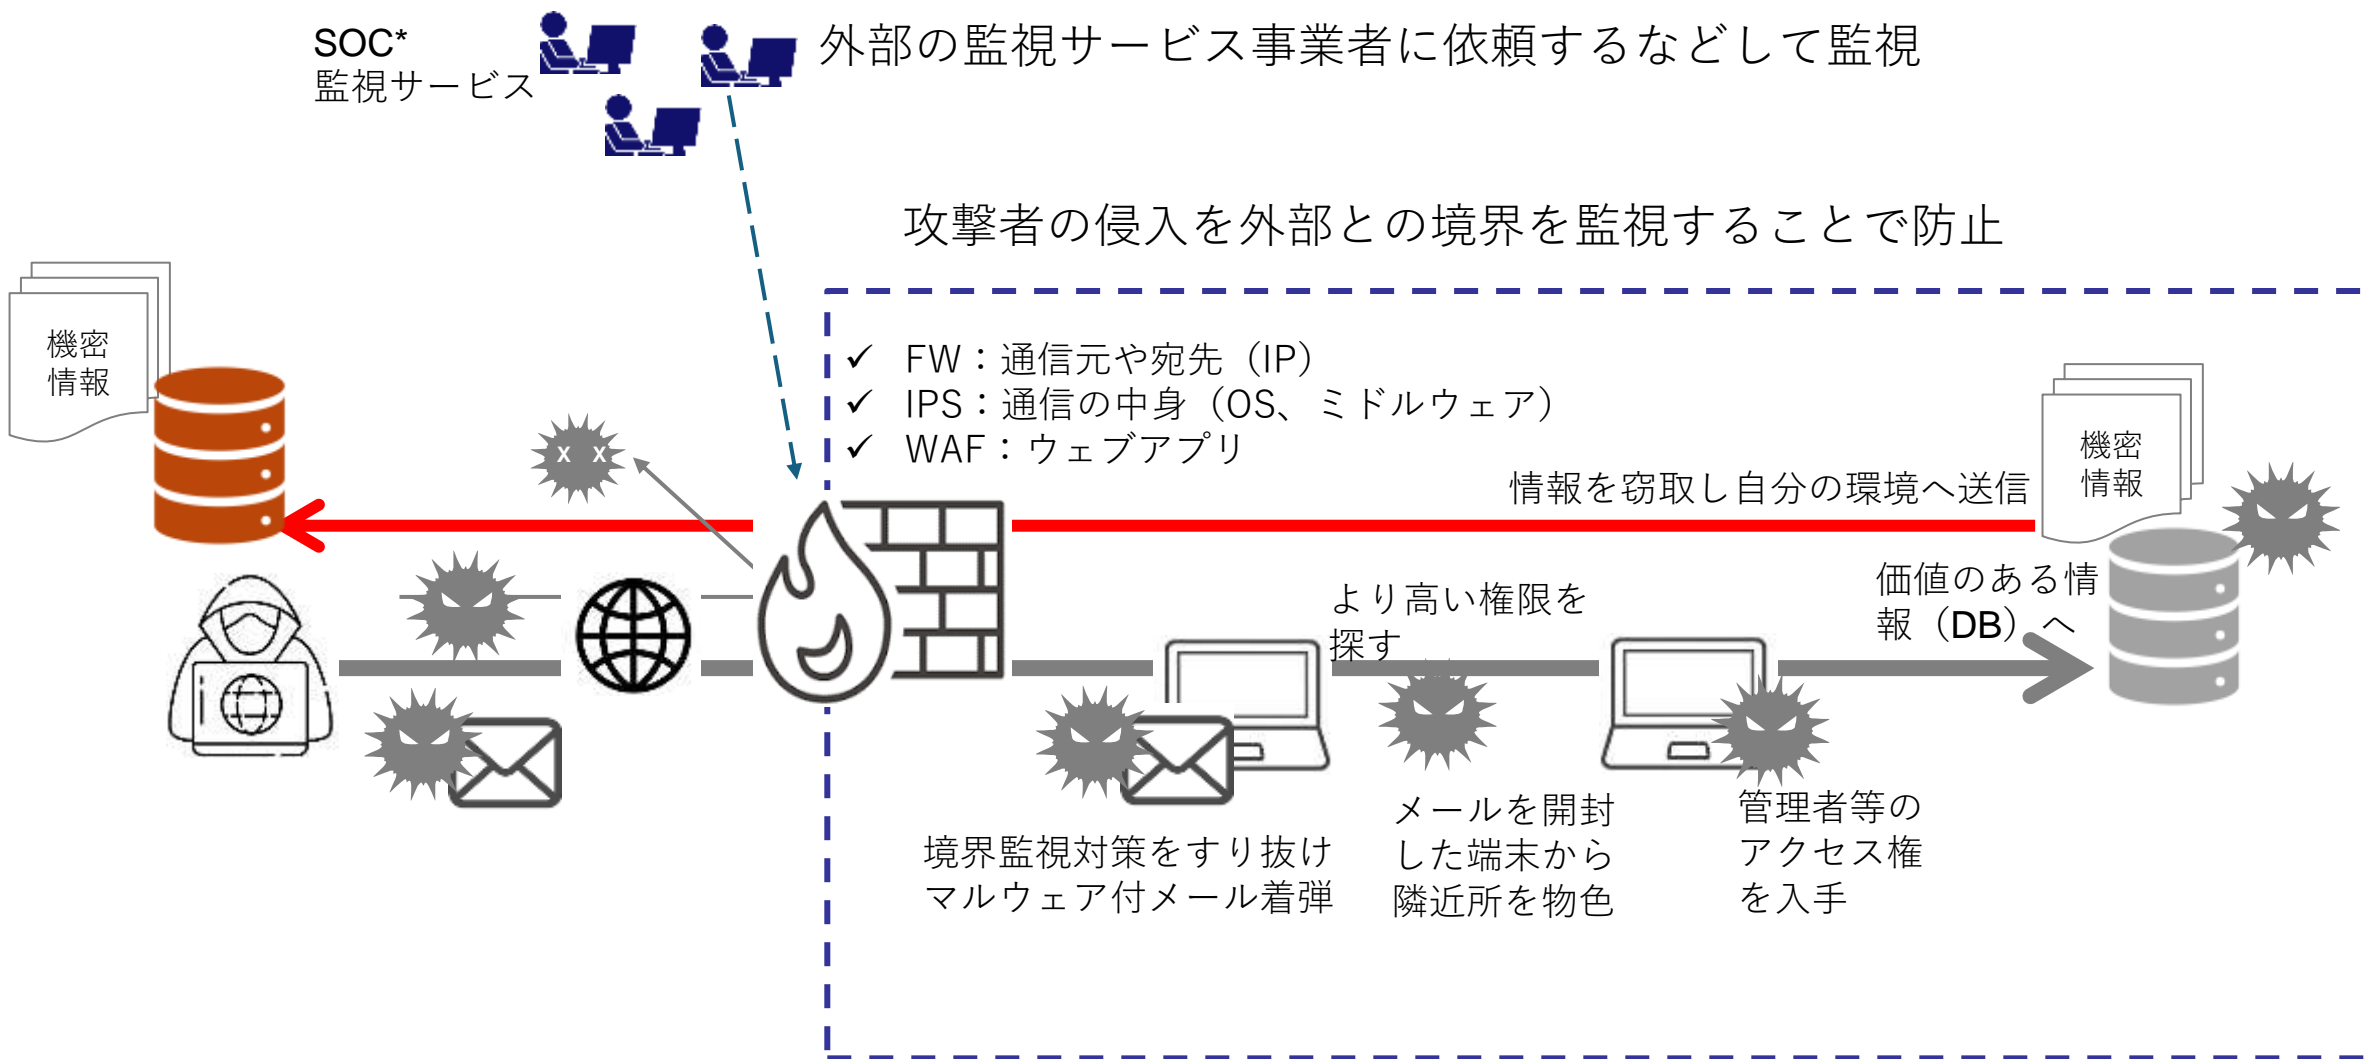 SOC*
監視サービス
外部の監視サービス事業者に依頼するなどして監視
攻撃者の侵入を外部との境界を監視することで防止
機密
情報
✓ FW：通信元や宛先（IP）
✓ IPS：通信の中身（OS、ミドルウェア）
✓ WAF：ウェブアプリ
X X
情報を窃取し自分の環境へ送信
機密
情報
より高い権限を
探す
価値のある情
報（DB）へ
境界監視対策をすり抜け
マルウェア付メール着弾
メールを開封
した端末から
隣近所を物色
管理者等の
アクセス権
を入手